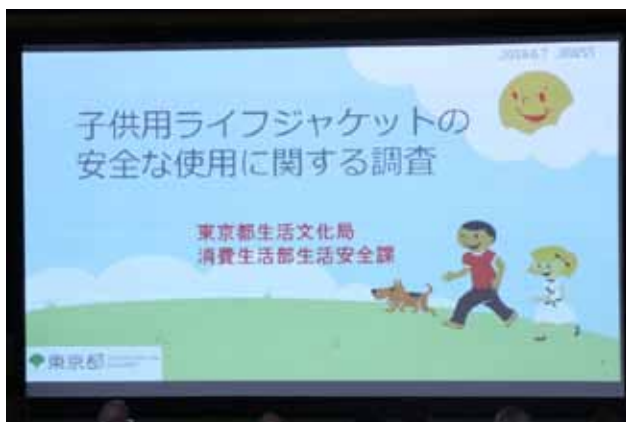 子供用ライフジャケットの
安全な使用に関する調査
東京都生活文化局
消費生活部生活安全課
東京都